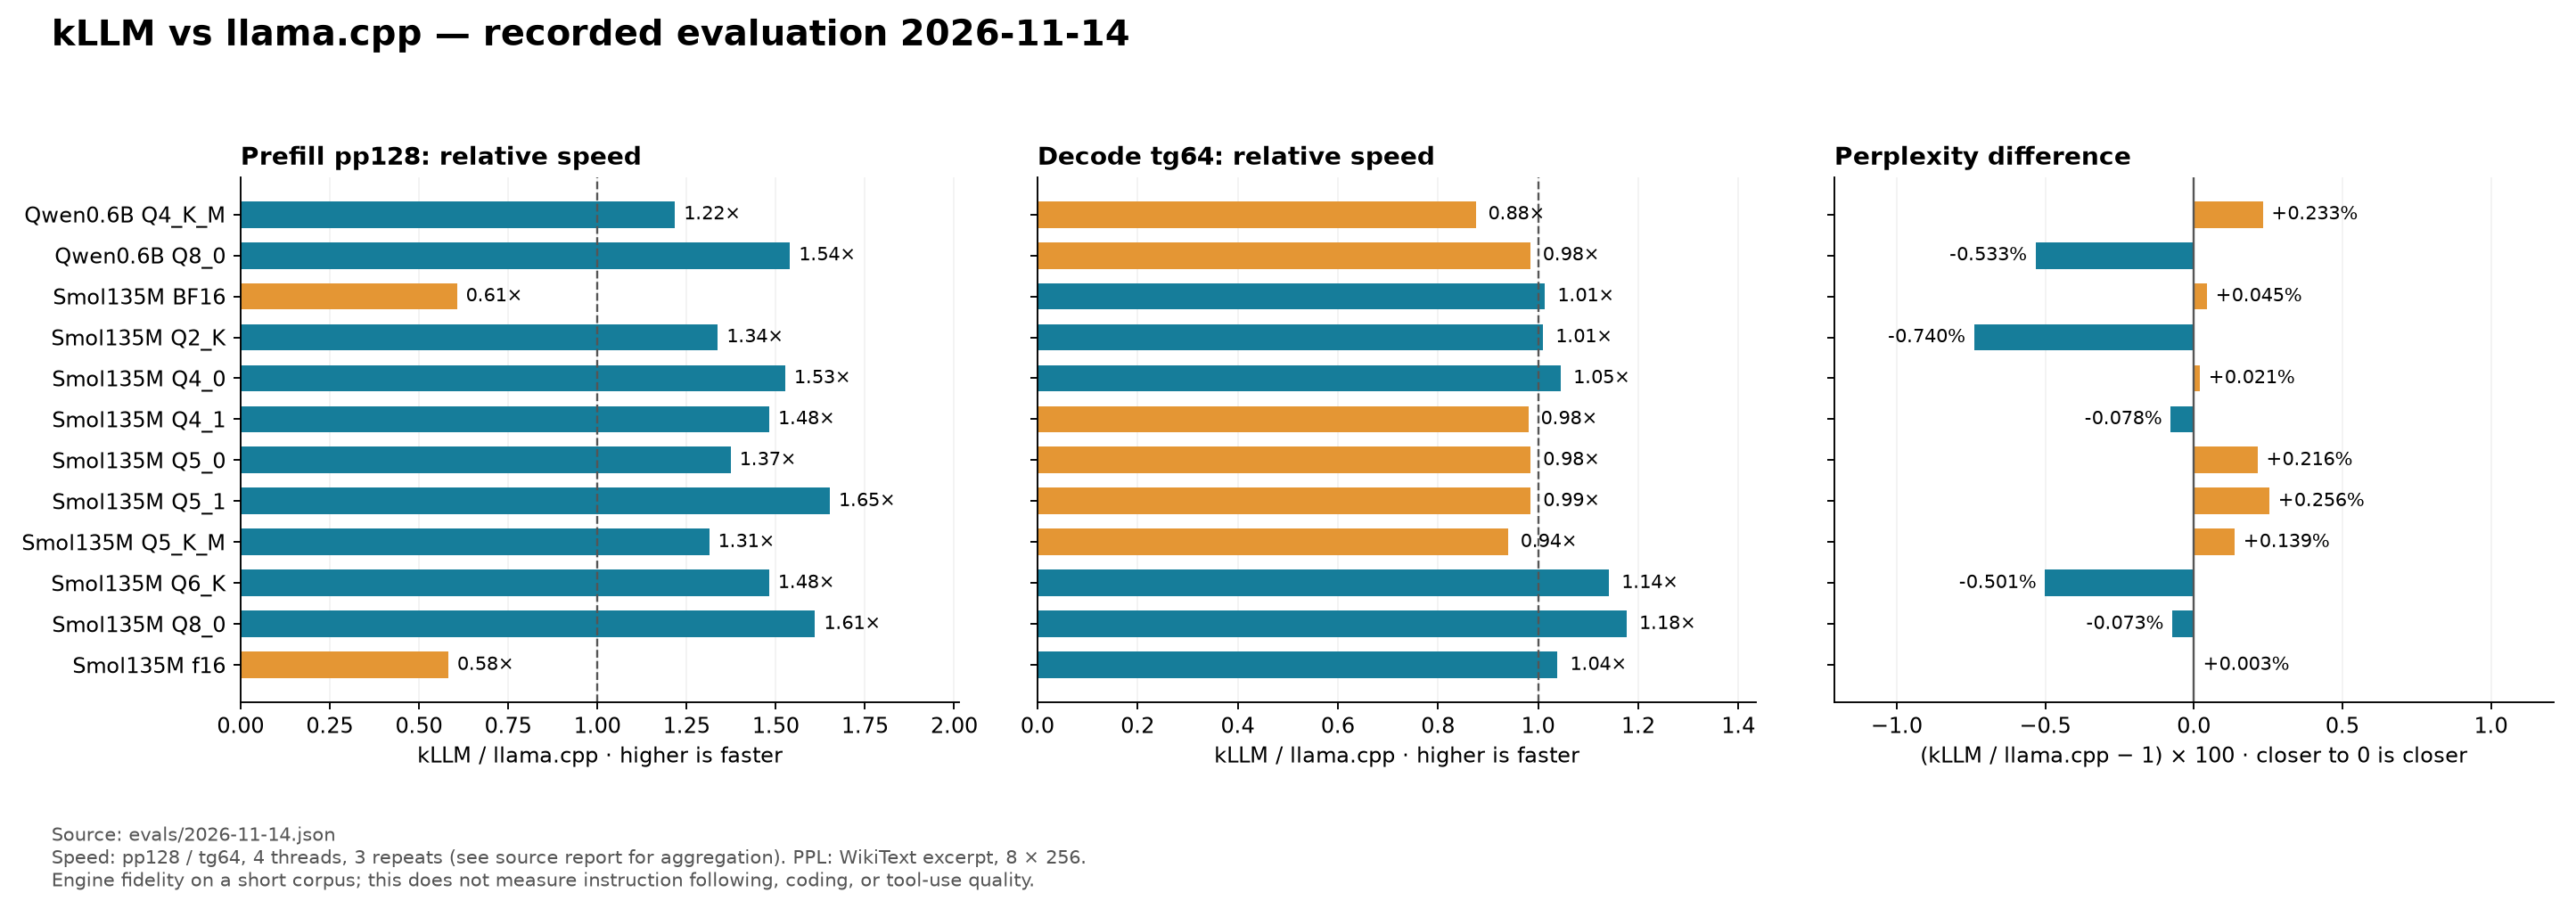 kLLM vs llama.cpp — recorded evaluation 2026-11-14
Prefill pp128: relative speed
Qwen0.6B Q4_K_M 1.22×
Qwen0.6B Q8_0 1.54×
Smol135M BF16 0.61×
Smol135M Q2_K 1.34×
Smol135M Q4_0 1.53×
Smol135M Q4_1 1.48×
Smol135M Q5_0 1.37×
Smol135M Q5_1 1.65×
Smol135M Q5_K_M 1.31×
Smol135M Q6_K 1.48×
Smol135M Q8_0 1.61×
Smol135M f16 0.58×
0.00 0.25 0.50 0.75 1.00 1.25 1.50 1.75 2.00
kLLM / llama.cpp · higher is faster
Decode tg64: relative speed
0.88×
0.98×
1.01×
1.01×
1.05×
0.98×
0.98×
0.99×
0.94×
1.14×
1.18×
1.04×
0.0 0.2 0.4 0.6 0.8 1.0 1.2 1.4
kLLM / llama.cpp · higher is faster
Perplexity difference
+0.233%
-0.533%
+0.045%
-0.740%
+0.021%
-0.078%
+0.216%
+0.256%
+0.139%
-0.501%
-0.073%
+0.003%
−1.0 −0.5 0.0 0.5 1.0
(kLLM / llama.cpp − 1) × 100 · closer to 0 is closer
Source: evals/2026-11-14.json
Speed: pp128 / tg64, 4 threads, 3 repeats (see source report for aggregation). PPL: WikiText excerpt, 8 × 256.
Engine fidelity on a short corpus; this does not measure instruction following, coding, or tool-use quality.